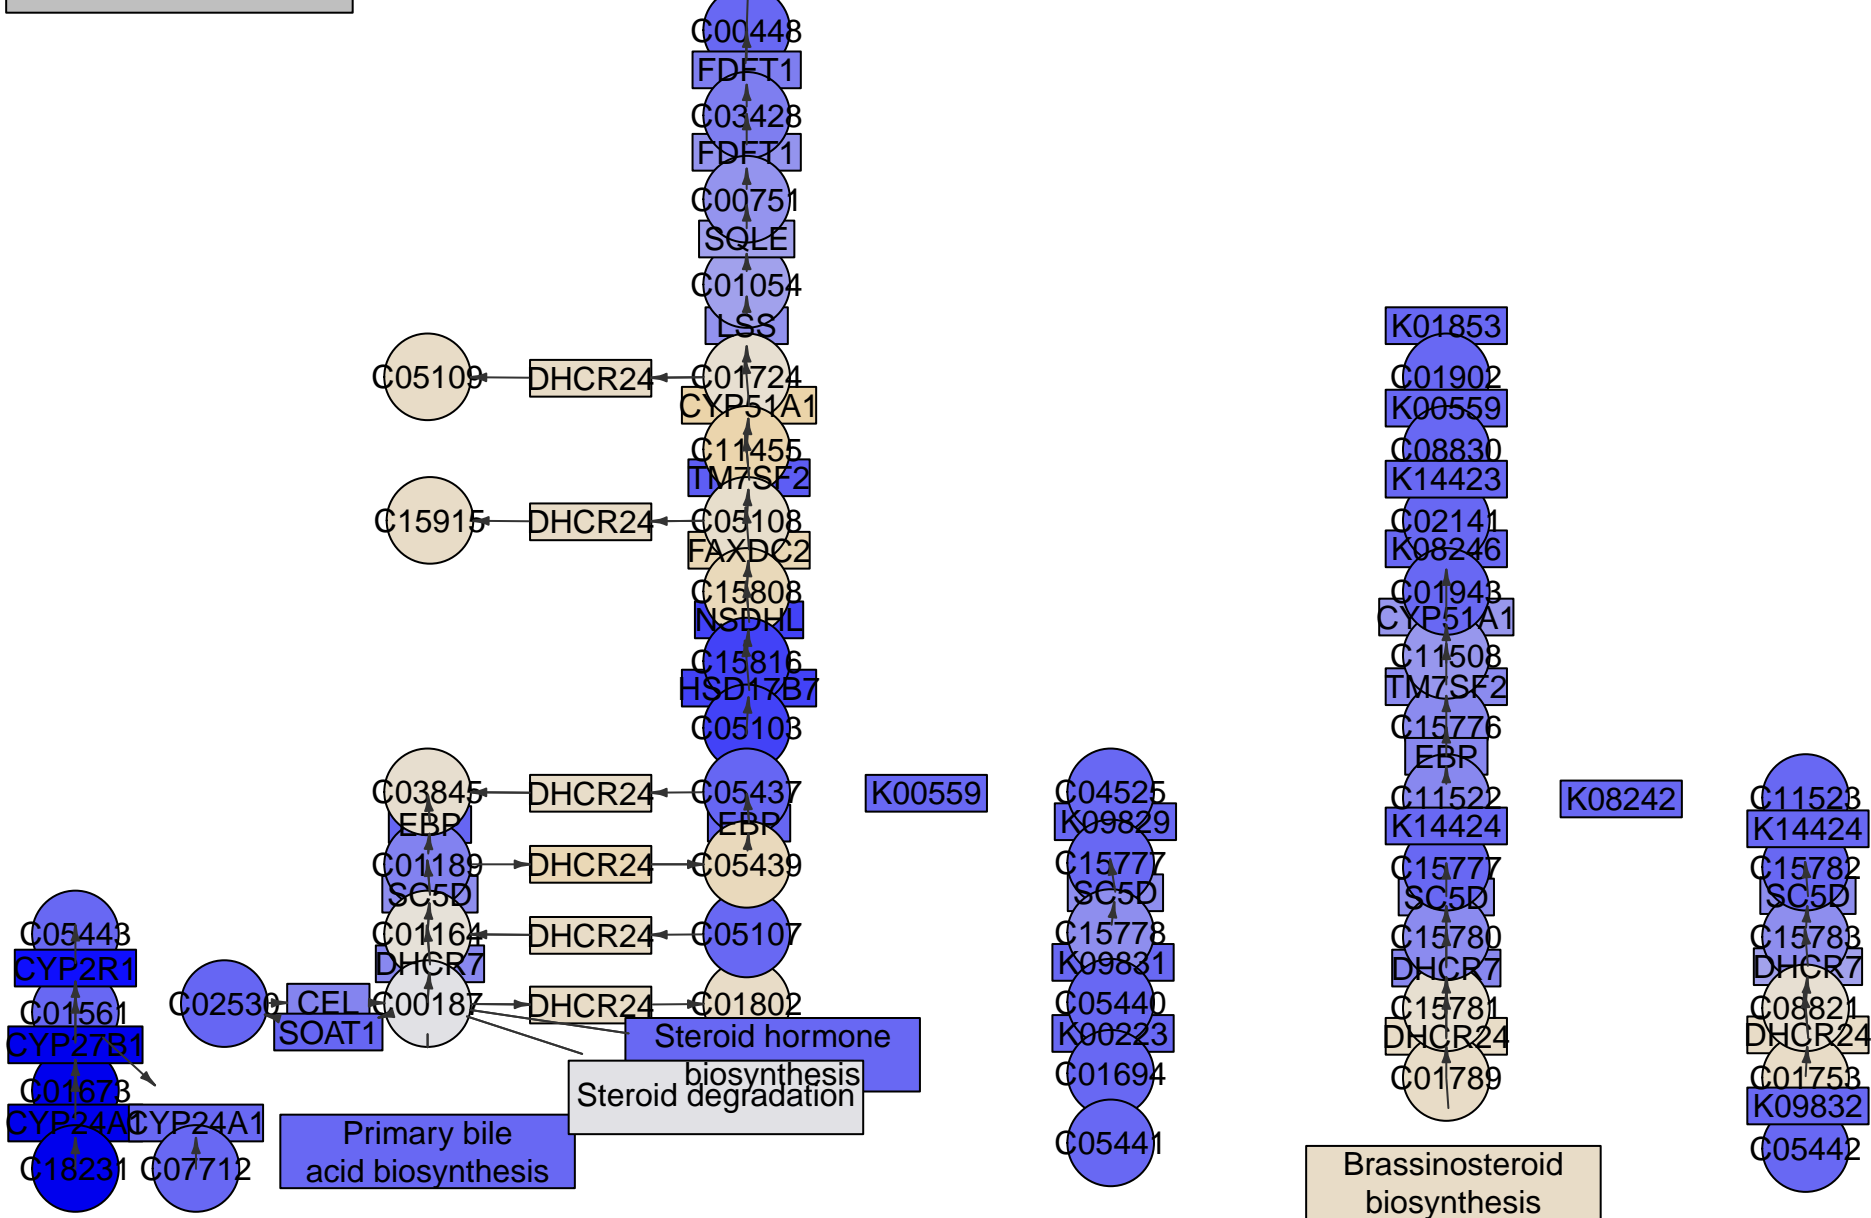 C00448
FDFT1
C03428
FDFT1
C00751
SQLE
C01054
LSS
C05109
DHCR24
C01724
CYP51A1
C11455
TM7SF2
C15915
DHCR24
C05108
FAXDC2
C15808
NSDHL
C15816
HSD17B7
C05103
C03845
DHCR24
C05437
EBP
EBP
C01189
DHCR24
C05439
SC5D
C01164
DHCR24
C05107
DHCR7
C02530
CEL
C00187
DHCR24
C01802
SOAT1
C05443
CYP2R1
C01561
CYP27B1
C01673
CYP24A1
CYP24A1
C18231
C07712
Steroid hormone
biosynthesis
Steroid degradation
Primary bile
acid biosynthesis
K00559
C04525
K09829
C15777
SC5D
C15778
K09831
C05440
K00223
C01694
C05441
K01853
C01902
K00559
C08830
K14423
C02141
K08246
C01943
CYP51A1
C11508
TM7SF2
C15776
EBP
C11522
K14424
C15777
SC5D
C15780
DHCR7
C15781
DHCR24
C01789
Brassinosteroid
biosynthesis
K08242
C11523
K14424
C15782
SC5D
C15783
DHCR7
C08821
DHCR24
C01753
K09832
C05442